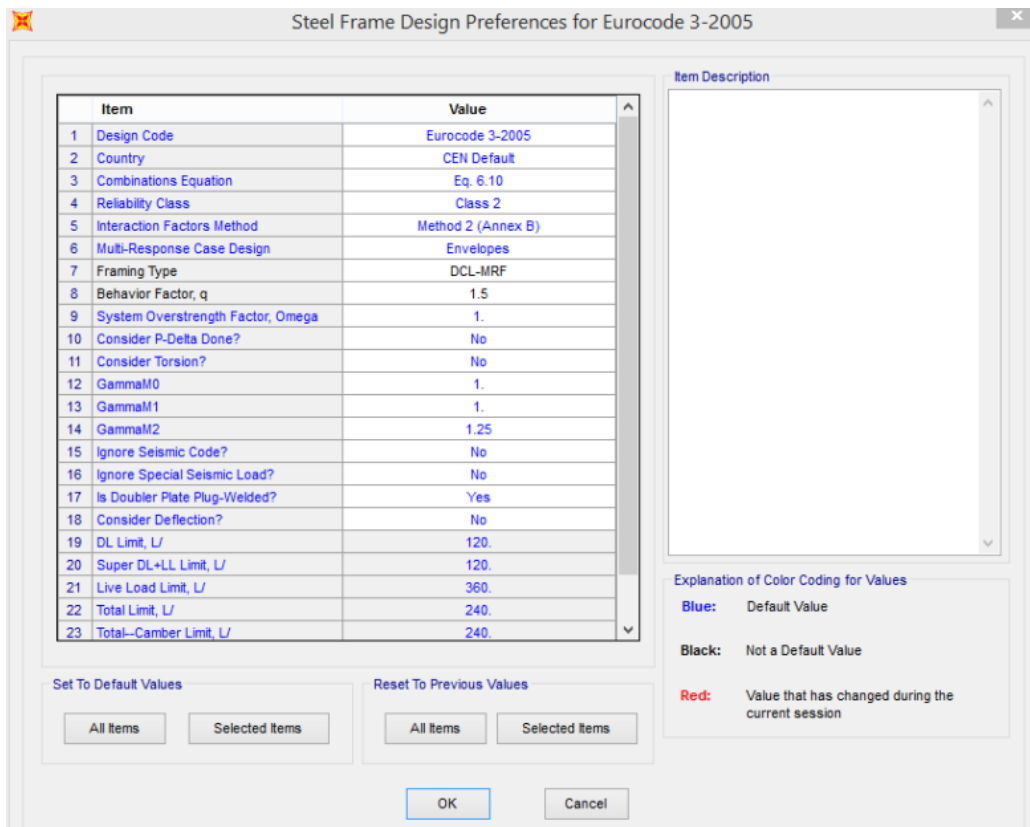 Steel Frame Design Preferences for Eurocode 3-2005
Item Value
1 Design Code Eurocode 3-2005
2 Country CEN Default
3 Combinations Equation Eq. 6.10
4 Reliability Class Class 2
5 Interaction Factors Method Method 2 (Annex B)
6 Multi-Response Case Design Envelopes
7 Framing Type DCL-MRF
8 Behavior Factor, q 1.5
9 System Overstrength Factor, Omega 1.
10 Consider P-Delta Done? No
11 Consider Torsion? No
12 GammaM0 1.
13 GammaM1 1.
14 GammaM2 1.25
15 Ignore Seismic Code? No
16 Ignore Special Seismic Load? No
17 Is Doubler Plate Plug-Welded? Yes
18 Consider Deflection? No
19 DL Limit, L/ 120.
20 Super DL+LL Limit, L/ 120.
21 Live Load Limit, L/ 360.
22 Total Limit, L/ 240.
23 Total--Camber Limit, L/ 240.
Item Description
Explanation of Color Coding for Values
Blue: Default Value
Black: Not a Default Value
Red: Value that has changed during the
current session
Set To Default Values
All Items Selected Items
Reset To Previous Values
All Items Selected Items
OK Cancel